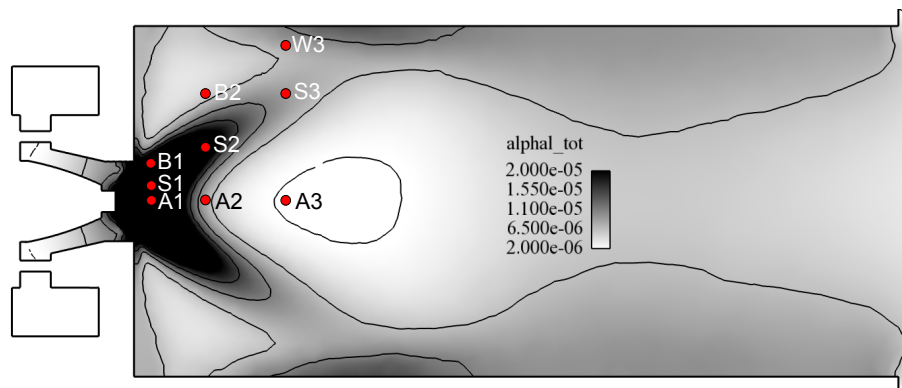 W3
B2
S3
S2
alphal_tot
B1
2.000e-05
S1
1.550e-05
A1
A2
A3
1.100e-05
6.500e-06
2.000e-06